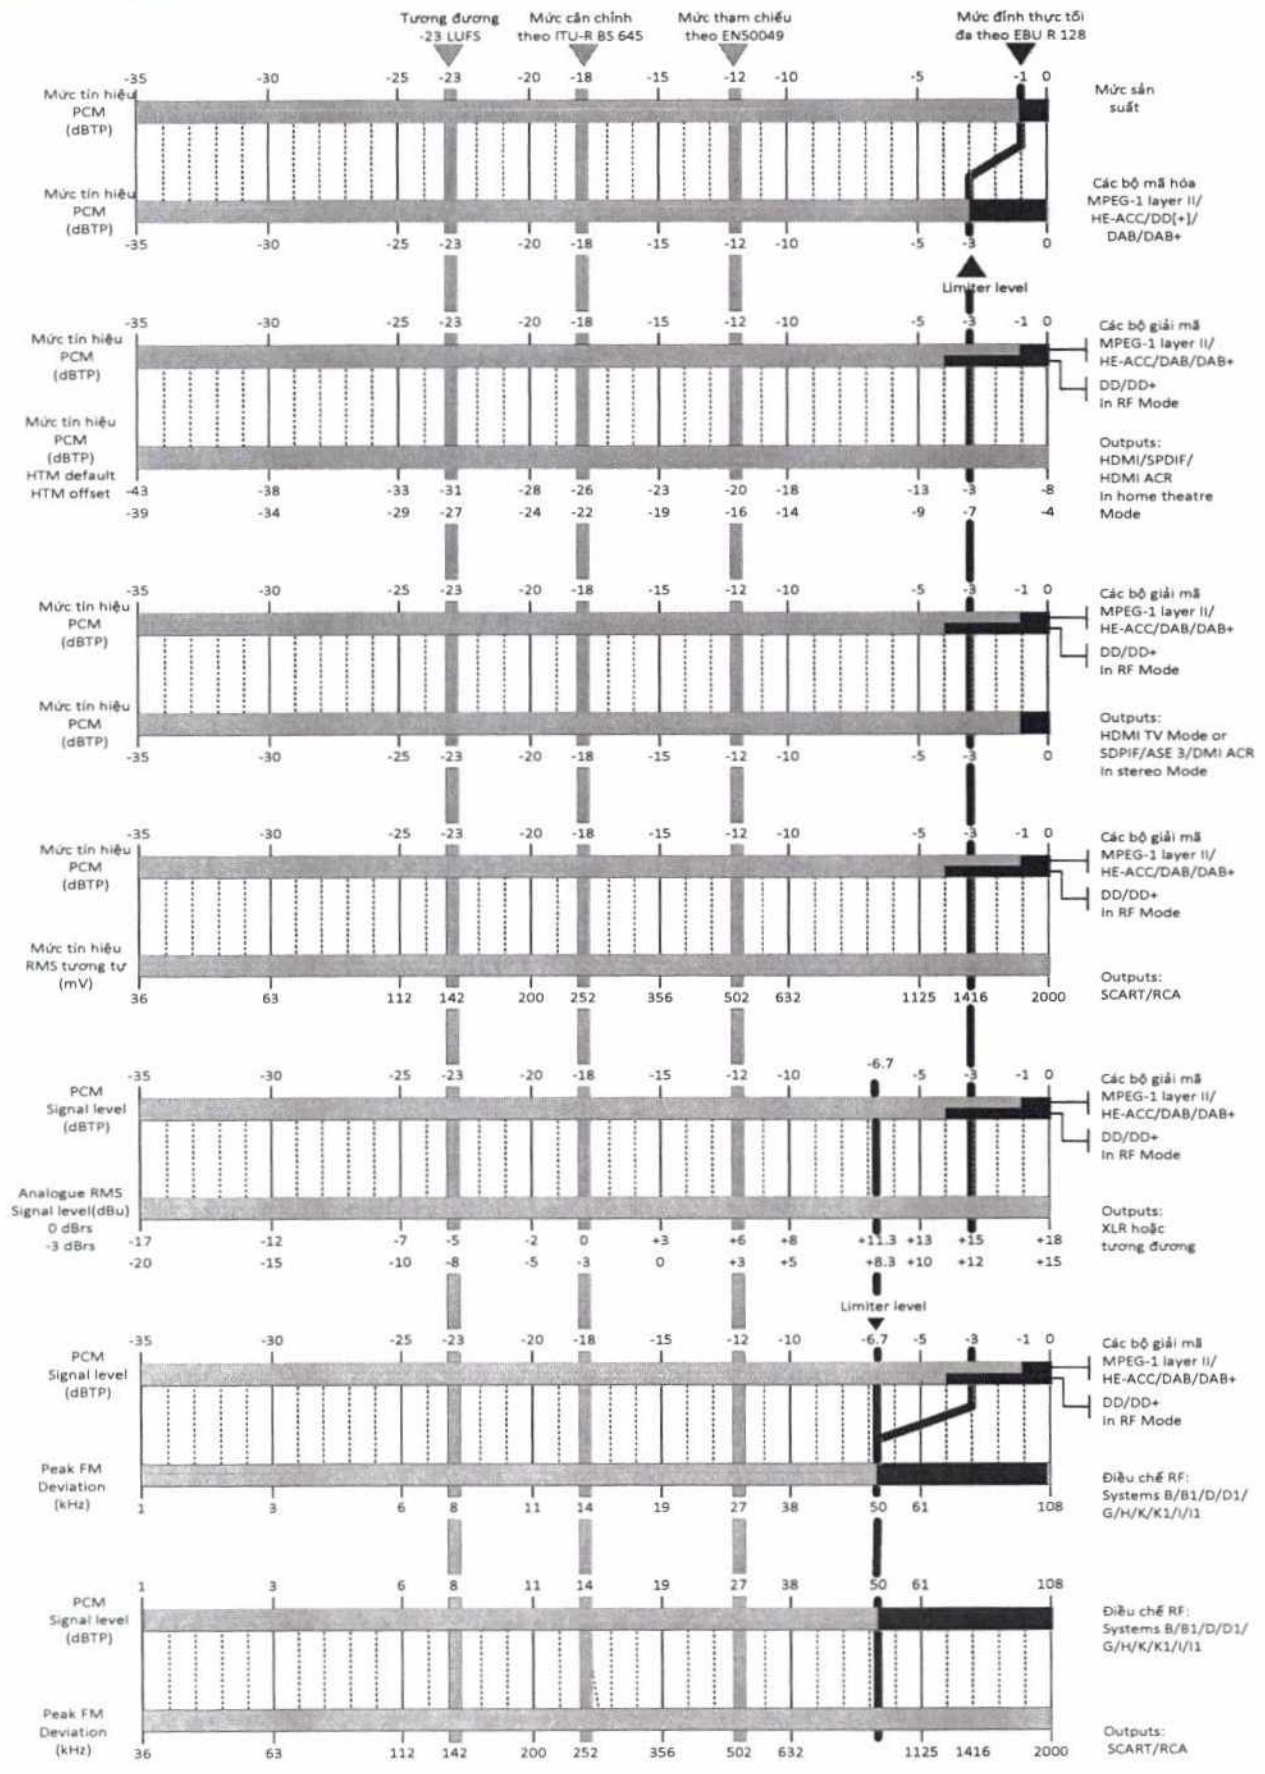 Tương đương
-23 LUFS
Mức cân chỉnh
theo ITU-R BS 645
Mức tham chiếu
theo EN50049
Mức đỉnh thực tối
đa theo EBU R 128
-35 -30 -25 -23 -20 -18 -15 -12 -10 -5 -1 0
Mức tín hiệu
PCM
(dBTP)
Mức sản
suất
Mức tín hiệu
PCM
(dBTP)
Các bộ mã hóa
MPEG-1 layer II/
HE-ACC/DD[+]/
DAB/DAB+
-35 -30 -25 -23 -20 -18 -15 -12 -10 -5 -3 0
Limiter level
-35 -30 -25 -23 -20 -18 -15 -12 -10 -5 -3 -1 0
Mức tín hiệu
PCM
(dBTP)
Các bộ giải mã
MPEG-1 layer II/
HE-ACC/DAB/DAB+
DD/DD+
In RF Mode
Mức tín hiệu
PCM
(dBTP)
HTM default
HTM offset
Outputs:
HDMI/SPDIF/
HDMI ACR
In home theatre
Mode
-43 -38 -33 -31 -28 -26 -23 -20 -18 -13 -3 -8
-39 -34 -29 -27 -24 -22 -19 -16 -14 -9 -7 -4
-35 -30 -25 -23 -20 -18 -15 -12 -10 -5 -3 -1 0
Mức tín hiệu
PCM
(dBTP)
Các bộ giải mã
MPEG-1 layer II/
HE-ACC/DAB/DAB+
DD/DD+
In RF Mode
Mức tín hiệu
PCM
(dBTP)
Outputs:
HDMI TV Mode or
SDPIF/ASE 3/DMI ACR
In stereo Mode
-35 -30 -25 -23 -20 -18 -15 -12 -10 -5 -3 0
-35 -30 -25 -23 -20 -18 -15 -12 -10 -5 -3 -1 0
Mức tín hiệu
PCM
(dBTP)
Các bộ giải mã
MPEG-1 layer II/
HE-ACC/DAB/DAB+
DD/DD+
In RF Mode
Mức tín hiệu
RMS tương tự
(mV)
Outputs:
SCART/RCA
36 63 112 142 200 252 356 502 632 1125 1416 2000
-6.7
-35 -30 -25 -23 -20 -18 -15 -12 -10 -5 -3 -1 0
PCM
Signal level
(dBTP)
Các bộ giải mã
MPEG-1 layer II/
HE-ACC/DAB/DAB+
DD/DD+
In RF Mode
Analogue RMS
Signal level(dBu)
0 dBrs
-3 dBrs
Outputs:
XLR hoặc
tương đương
-17 -12 -7 -5 -2 0 +3 +6 +8 +11.3 +13 +15 +18
-20 -15 -10 -8 -5 -3 0 +3 +5 +8.3 +10 +12 +15
Limiter level
-35 -30 -25 -23 -20 -18 -15 -12 -10 -6.7 -5 -3 -1 0
PCM
Signal level
(dBTP)
Các bộ giải mã
MPEG-1 layer II/
HE-ACC/DAB/DAB+
DD/DD+
In RF Mode
Peak FM
Deviation
(kHz)
Điều chế RF:
Systems B/B1/D/D1/
G/H/K/K1/I/I1
1 3 6 8 11 14 19 27 38 50 61 108
1 3 6 8 11 14 19 27 38 50 61 108
PCM
Signal level
(dBTP)
Điều chế RF:
Systems B/B1/D/D1/
G/H/K/K1/I/I1
Peak FM
Deviation
(kHz)
Outputs:
SCART/RCA
36 63 112 142 200 252 356 502 632 1125 1416 2000